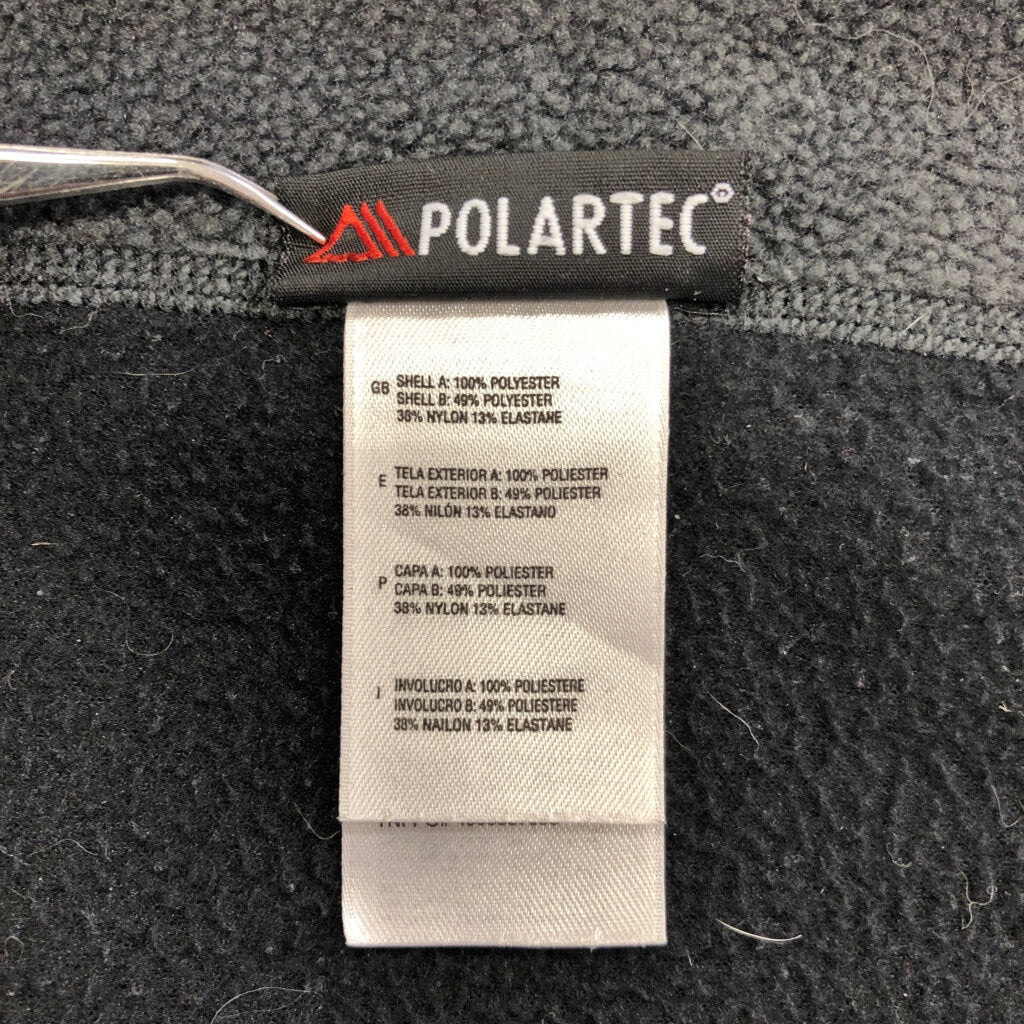 POLARTEC®
GB SHELL A: 100% POLYESTER
SHELL B: 49% POLYESTER
38% NYLON 13% ELASTANE
E TELA EXTERIOR A: 100% POLIESTER
TELA EXTERIOR B: 49% POLIESTER
38% NILÓN 13% ELASTANO
P CAPA A: 100% POLIESTER
CAPA B: 49% POLIESTER
38% NYLON 13% ELASTANE
I INVOLUCRO A: 100% POLIESTERE
INVOLUCRO B: 49% POLIESTERE
38% NAILON 13% ELASTANE